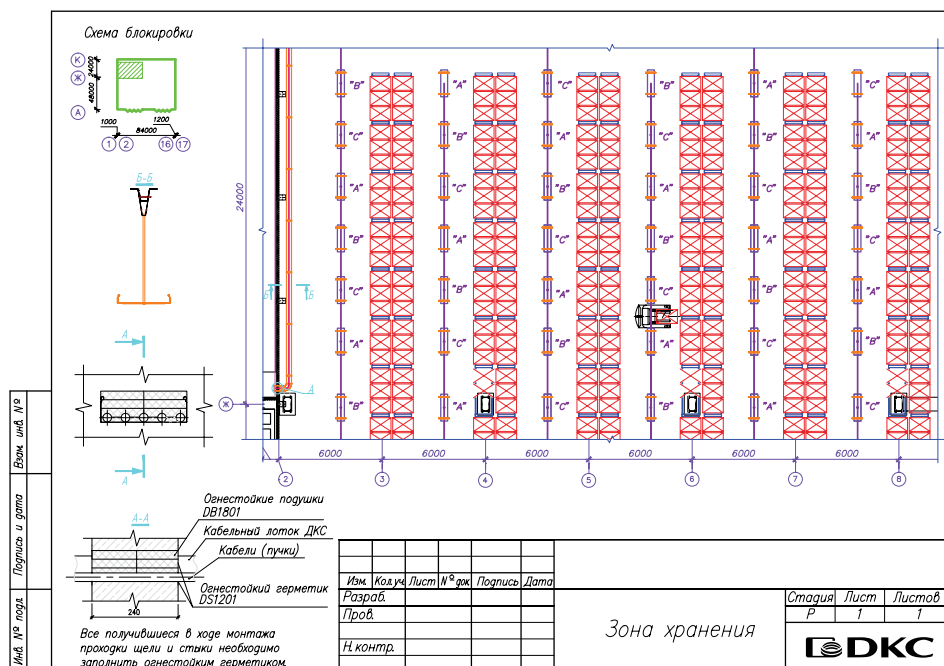 Схема блокировки
К
Ж
А
24000
48000
1000
1200
84000
1
2
16
17
Б-Б
А
А
А-А
Огнестойкие подушки
DB1801
Кабельный лоток ДКС
Кабели (пучки)
Огнестойкий герметик
DS1201
240
Все получившиеся в ходе монтажа
проходки щели и стыки необходимо
заполнить огнестойким герметиком.
24000
"B" "A" "C" "B" "A" "C"
"C" "B" "A" "C" "B" "A"
"A" "C" "B" "A" "C" "B"
"B" "A" "C" "B" "A" "C"
Б Б
"C" "B" "A" "C" "B" "A"
"A" "C" "B" "A" "B" "C"
А
Ж
"B" "A" "C" "B" "A" "C"
6000 6000 6000 6000 6000 6000
2 3 4 5 6 7 8
Взам. инв. №
Подпись и дата
Инв. № подл.
Изм. Кол.уч Лист № док Подпись Дата
Разраб.
Пров.
Н.контр.
Зона хранения
Стадия Лист Листов
Р 1 1
DKC